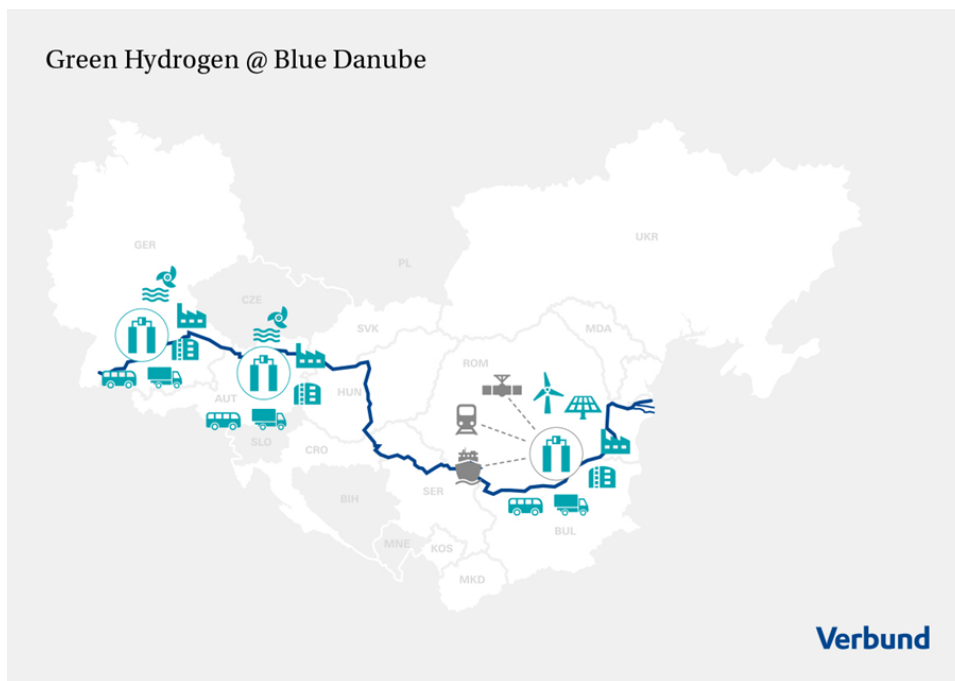 Green Hydrogen @ Blue Danube
UKR
GER
PL
CZE
SVK
MDA
ROM
AUT
HUN
SLO
CRO
SER
BIH
BUL
MNE
KOS
MKD
Verbund